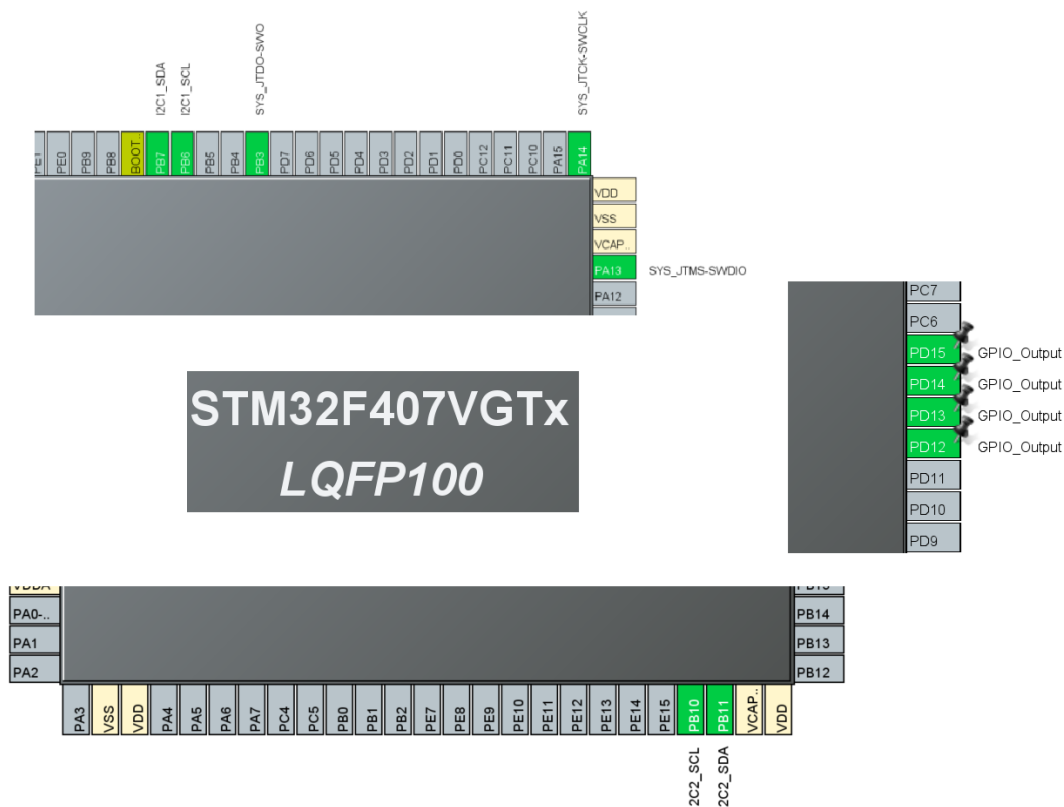 I2C1_SDA
I2C1_SCL
SYS_JTDO-SWO
SYS_JTCK-SWCLK
PE1
PE0
PB9
PB8
BOOT..
PB7
PB6
PB5
PB4
PB3
PD7
PD6
PD5
PD4
PD3
PD2
PD1
PD0
PC12
PC11
PC10
PA15
PA14
VDD
VSS
VCAP..
PA13 SYS_JTMS-SWDIO
PA12
PC7
PC6
PD15 GPIO_Output
PD14 GPIO_Output
PD13 GPIO_Output
PD12 GPIO_Output
PD11
PD10
PD9
STM32F407VGTx
LQFP100
VDDA
PA0-..
PA1
PA2
PB14
PB13
PB12
PA3
VSS
VDD
PA4
PA5
PA6
PA7
PC4
PC5
PB0
PB1
PB2
PE7
PE8
PE9
PE10
PE11
PE12
PE13
PE14
PE15
PB10
PB11
VCAP..
VDD
2C2_SCL
2C2_SDA